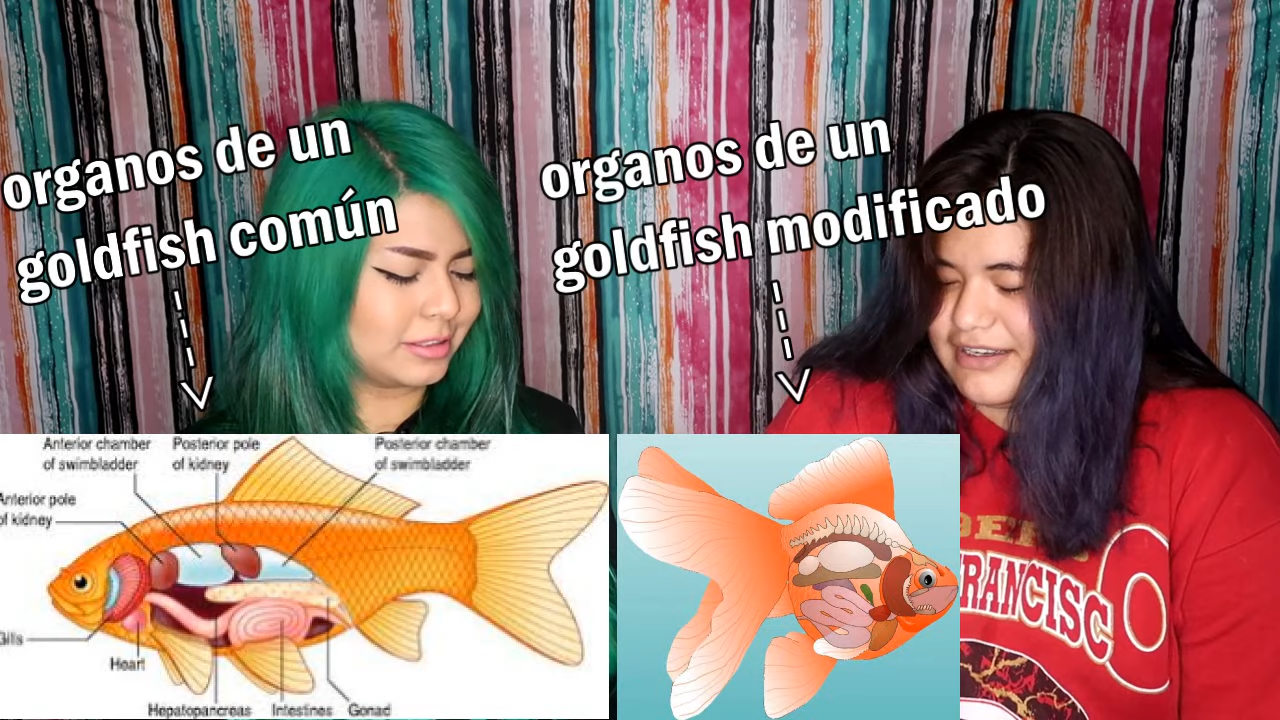 organos de un
goldfish común
organos de un
goldfish modificado
Anterior chamber
of swimbladder
Posterior pole
of kidney
Posterior chamber
of swimbladder
Anterior pole
of kidney
Gills
Heart
Hepatopancreas
Intestines
Gonad
RANCISC